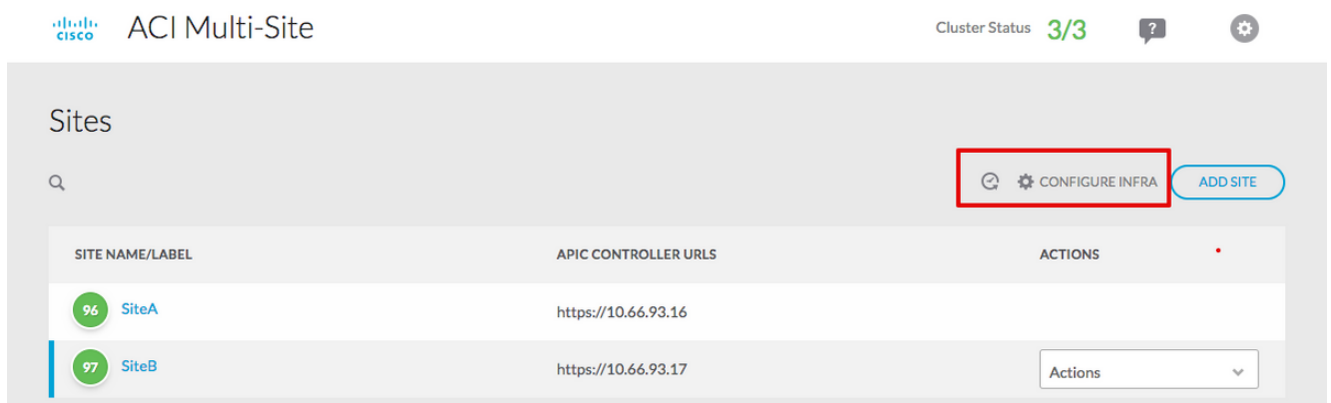 CISCO ACI Multi-Site Cluster Status 3/3 ?
Sites
CONFIGURE INFRA ADD SITE
SITE NAME/LABEL APIC CONTROLLER URLS ACTIONS
96 SiteA https://10.66.93.16
97 SiteB https://10.66.93.17 Actions